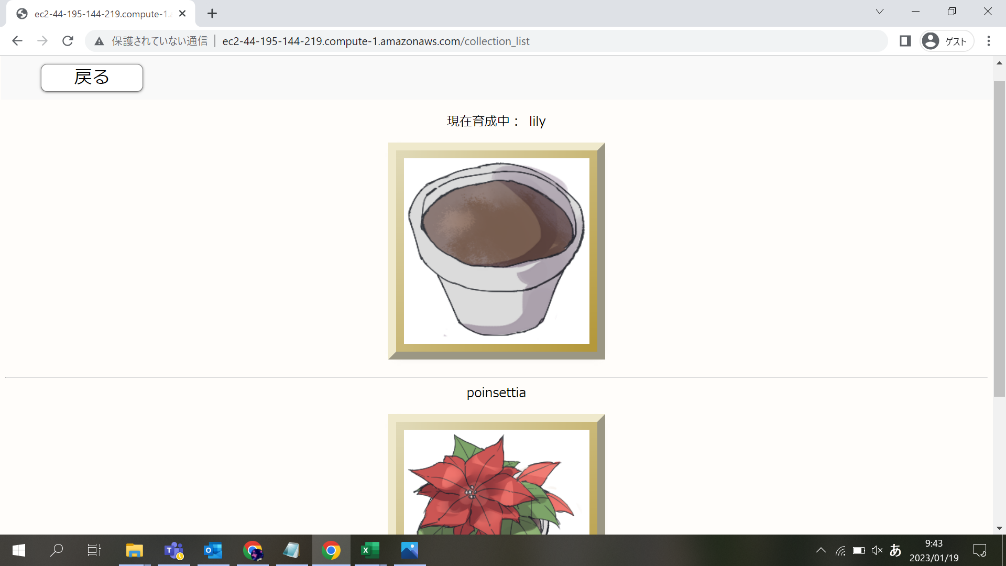 ec2-44-195-144-219.compute-1.
保護されていない通信
ec2-44-195-144-219.compute-1.amazonaws.com/collection_list
ゲスト
戻る
現在育成中： lily
poinsettia
あ
9:43
2023/01/19